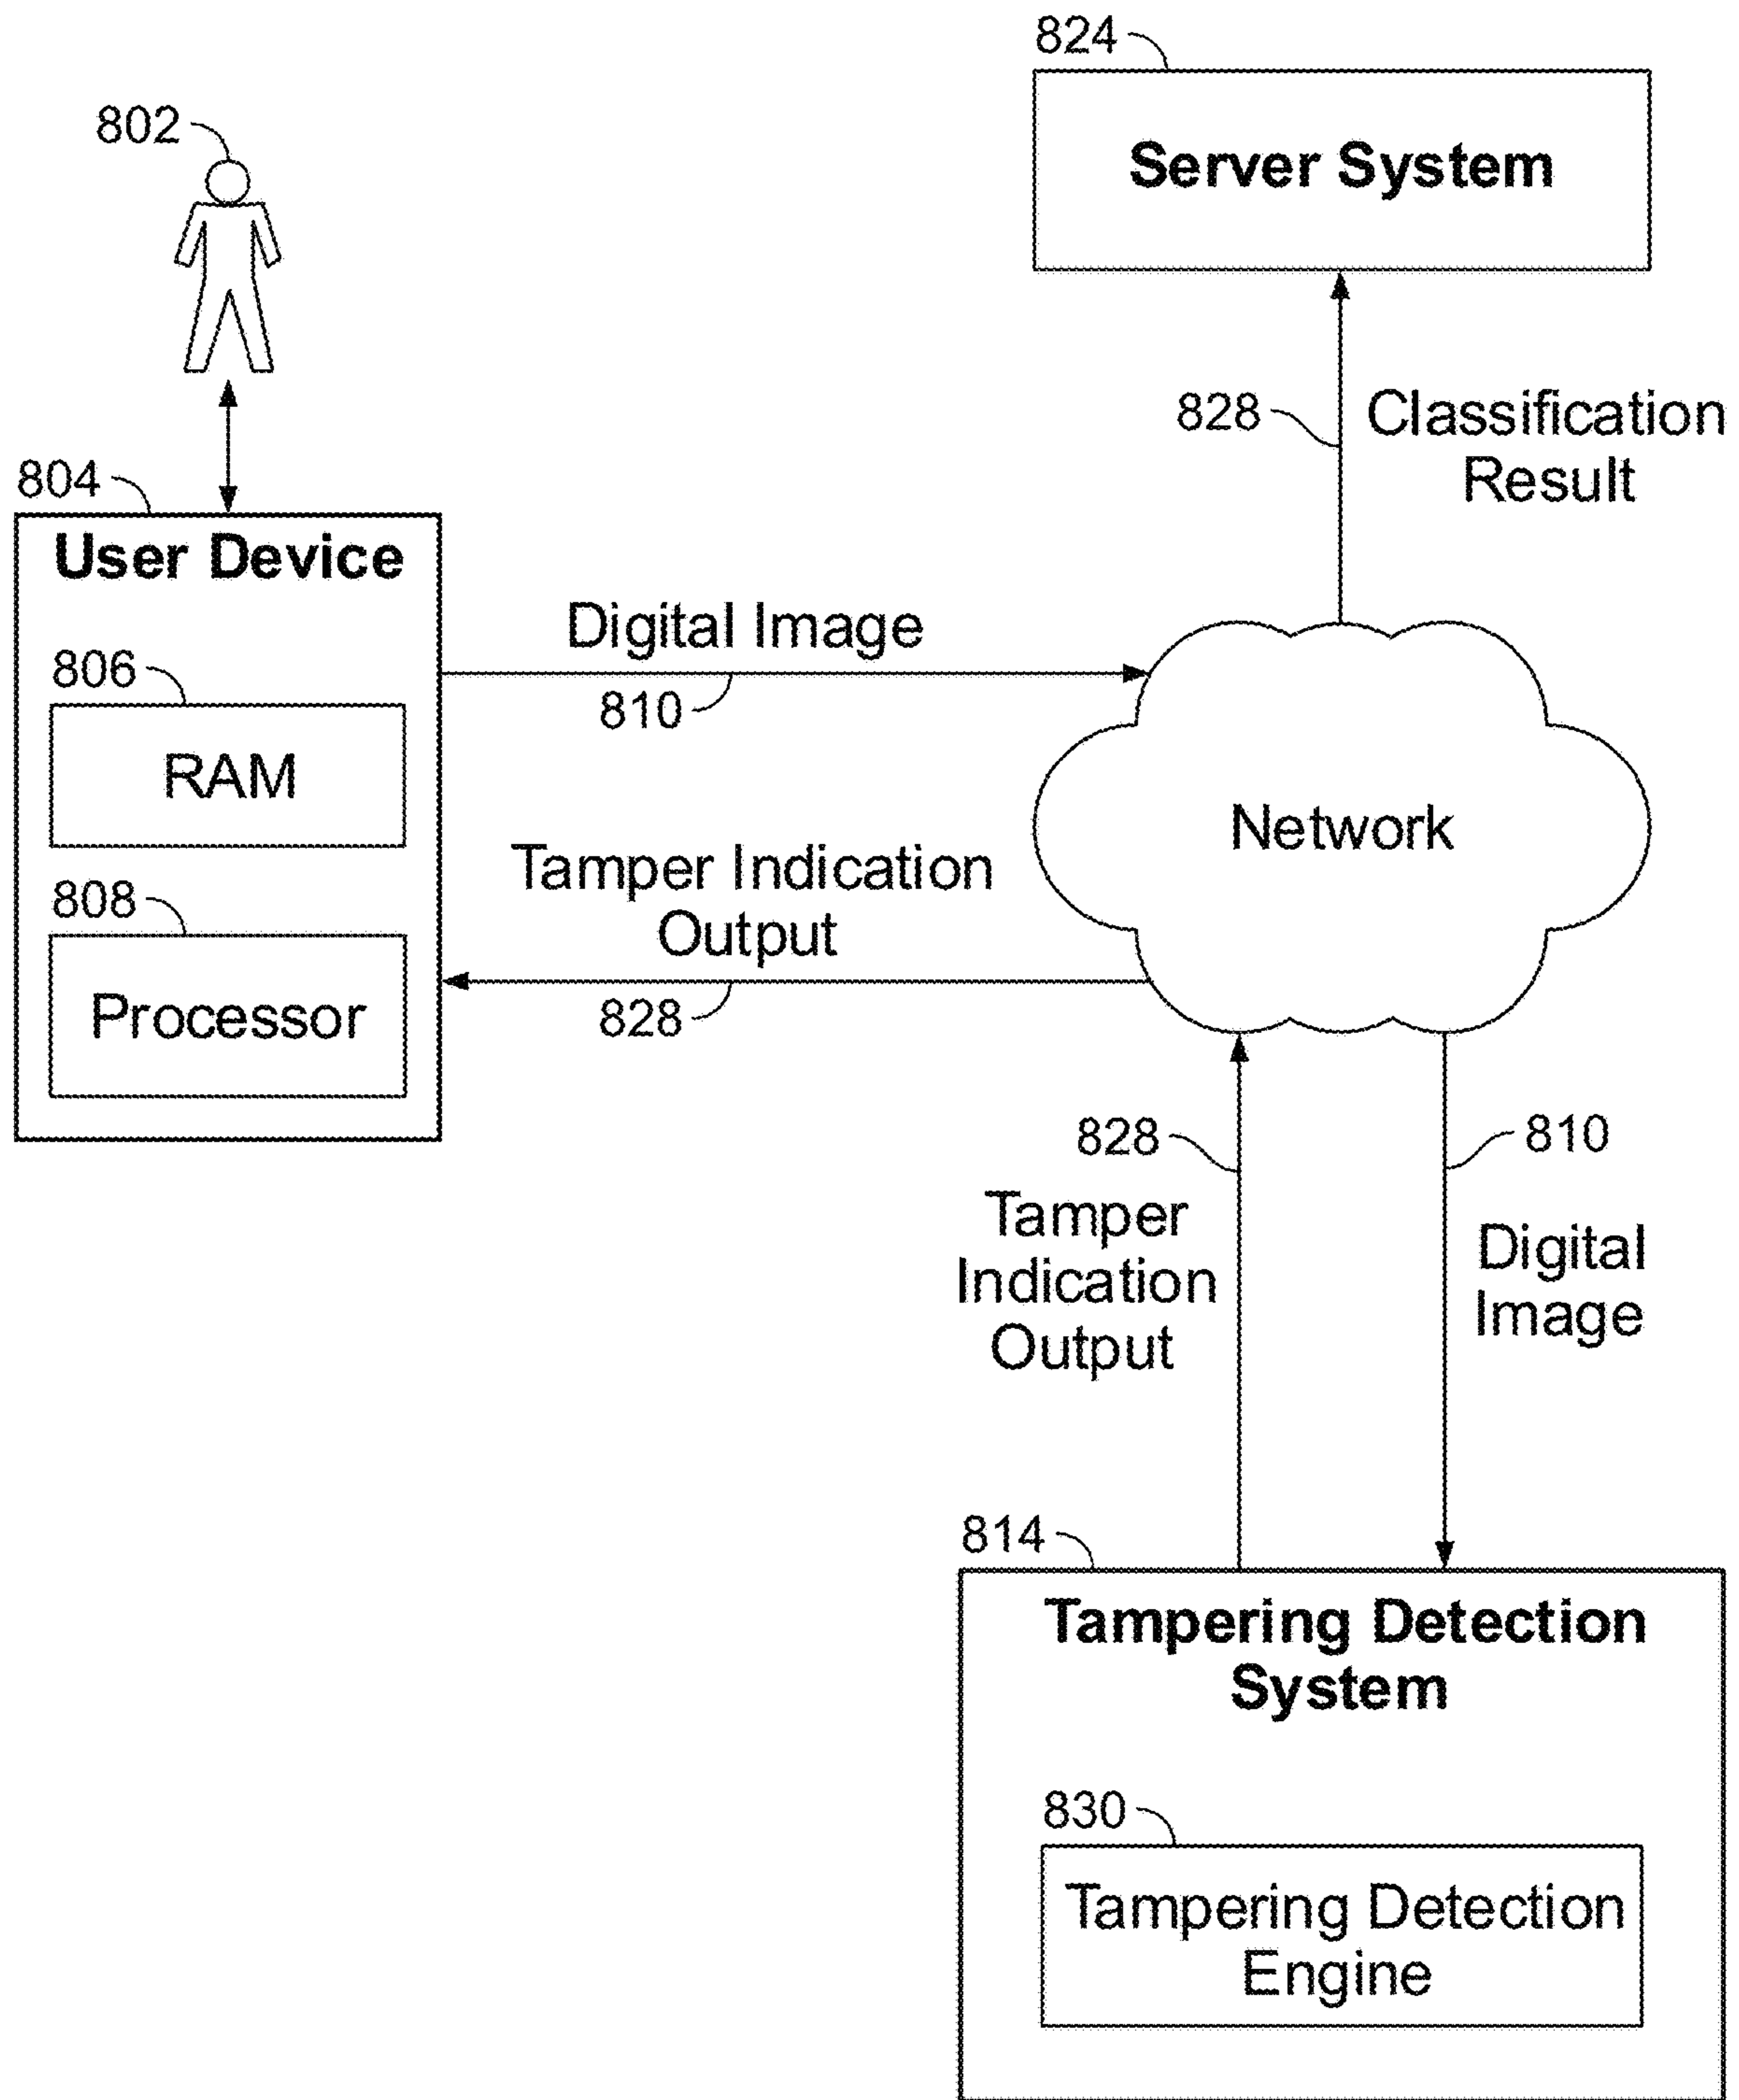 824
Server System
802
828
Classification
Result
804
User Device
806
RAM
808
Processor
Digital Image
810
Tamper Indication
Output
828
Network
828
Tamper
Indication
Output
810
Digital
Image
814
Tampering Detection
System
830
Tampering Detection
Engine